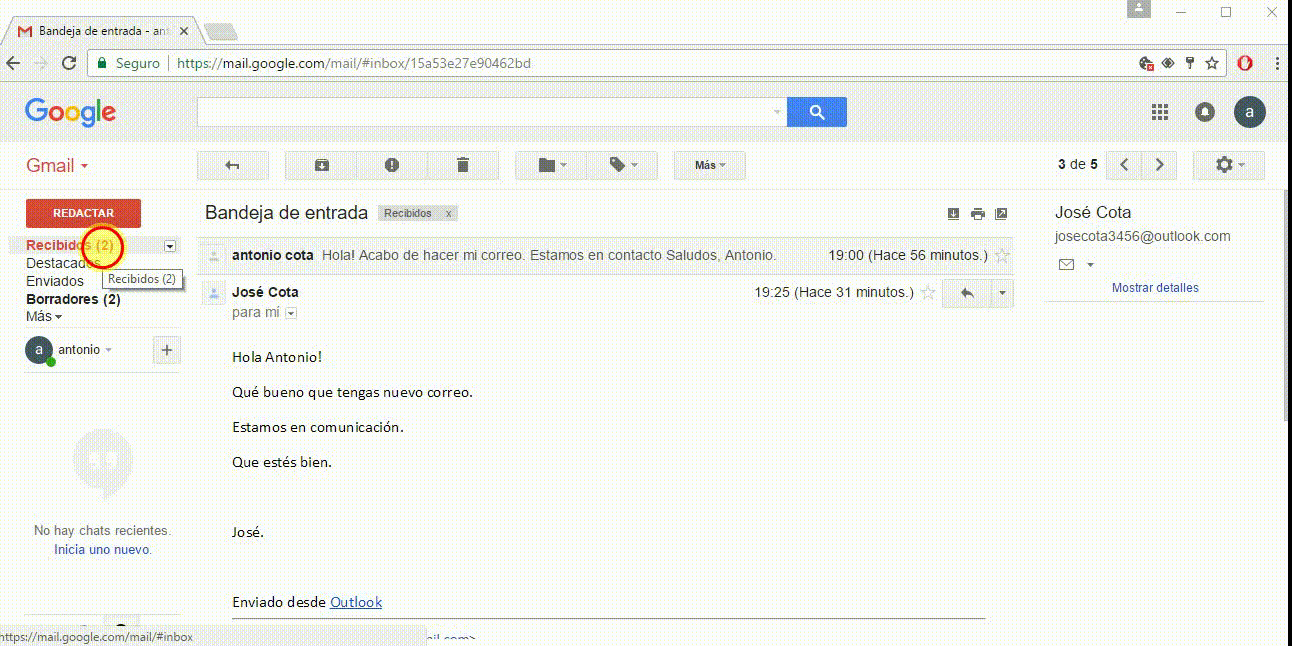 Bandeja de entrada - ant
Seguro https://mail.google.com/mail/#inbox/15a53e27e90462bd
Google
a
Gmail
Más
3 de 5
REDACTAR
Bandeja de entrada Recibidos x
José Cota
josecota3456@outlook.com
Mostrar detalles
Recibidos (2)
Destacados
Recibidos (2)
Enviados
Borradores (2)
Más
a antonio
No hay chats recientes.
Inicia uno nuevo.
antonio cota Hola! Acabo de hacer mi correo. Estamos en contacto Saludos, Antonio. 19:00 (Hace 56 minutos.)
José Cota 19:25 (Hace 31 minutos.)
para mí
Hola Antonio!
Qué bueno que tengas nuevo correo.
Estamos en comunicación.
Que estés bien.
José.
Enviado desde Outlook
https://mail.google.com/mail/#inbox